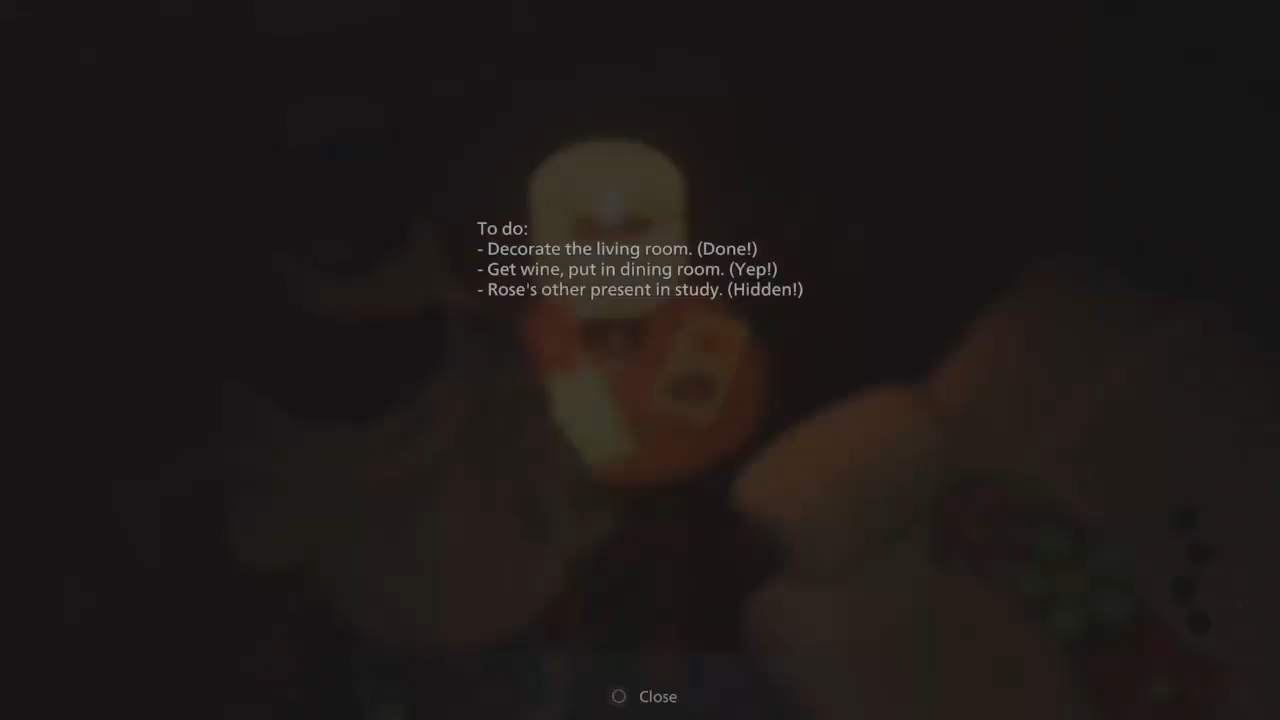 To do:
- Decorate the living room. (Done!)
- Get wine, put in dining room. (Yep!)
- Rose's other present in study. (Hidden!)
Close